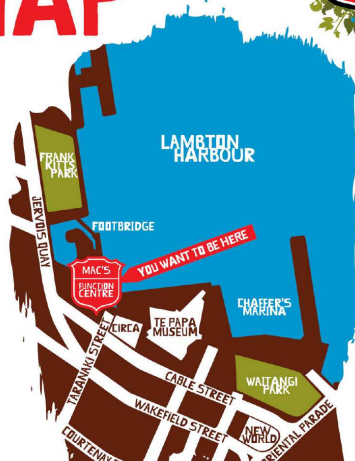 MAP
LAMBTON
HARBOUR
FRANK
KITTS
PARK
JERVOIS QUAY
FOOTBRIDGE
YOU WANT TO BE HERE
MAC'S
FUNCTION
CENTRE
CHAFFER'S
MARINA
CIRCA
TE PAPA
MUSEUM
TARANAKI STREET
CABLE STREET
WAITANGI
PARK
WAKEFIELD STREET
NEW
WORLD
ORIENTAL PARADE
COURTENAY